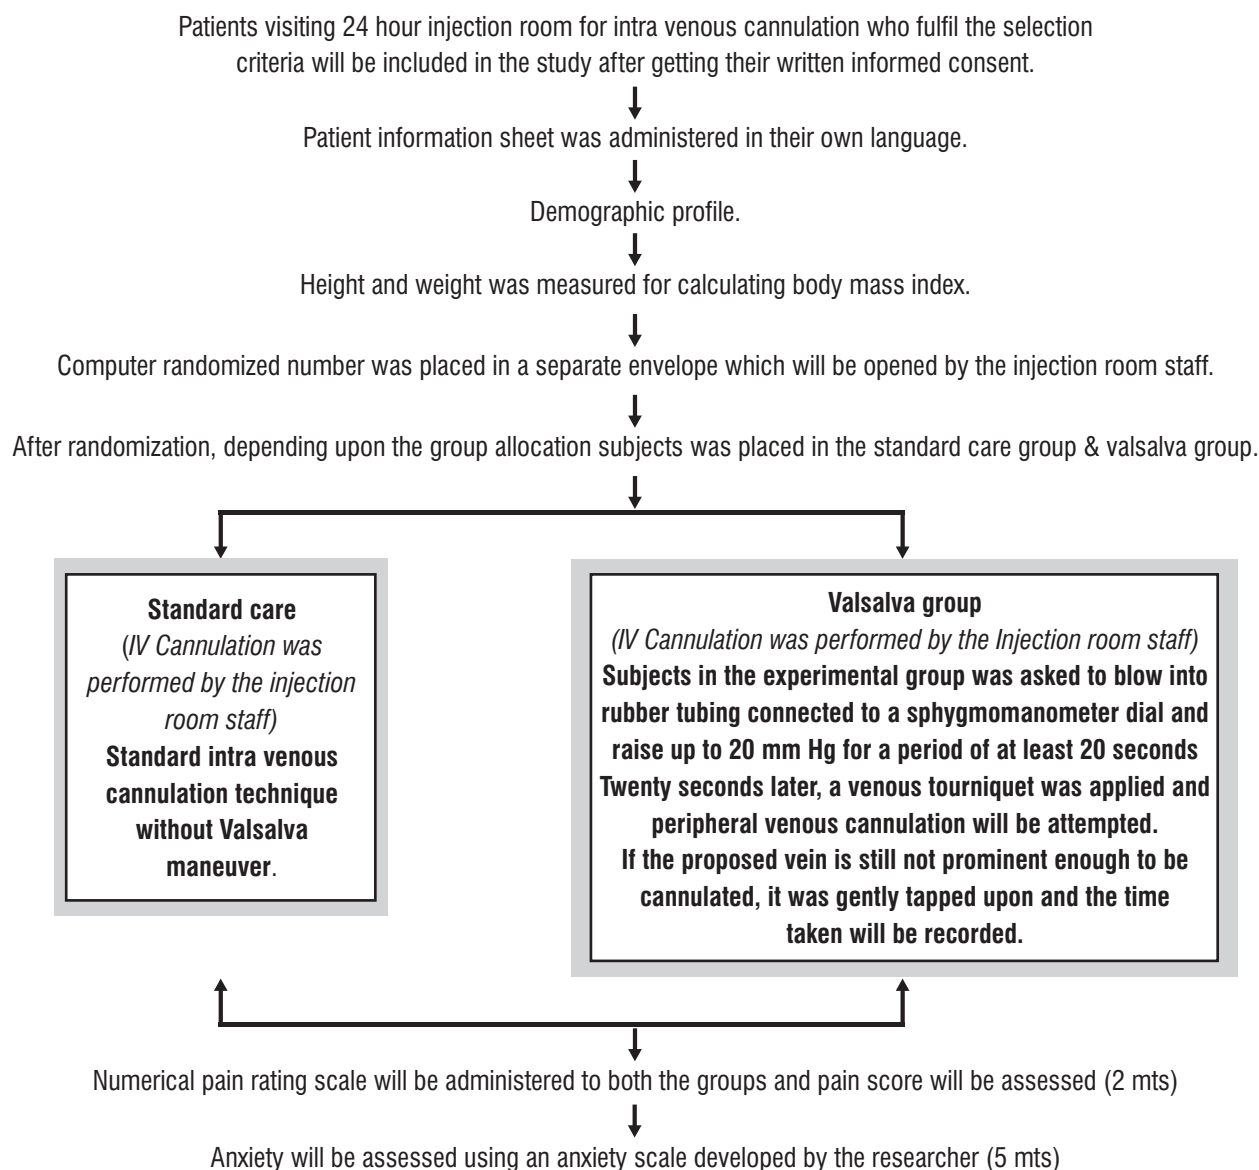 Patients visiting 24 hour injection room for intra venous cannulation who fulfil the selection
criteria will be included in the study after getting their written informed consent.
Patient information sheet was administered in their own language.
Demographic profile.
Height and weight was measured for calculating body mass index.
Computer randomized number was placed in a separate envelope which will be opened by the injection room staff.
After randomization, depending upon the group allocation subjects was placed in the standard care group & valsalva group.
Standard care
(IV Cannulation was
performed by the injection
room staff)
Standard intra venous
cannulation technique
without Valsalva
maneuver.
Valsalva group
(IV Cannulation was performed by the Injection room staff)
Subjects in the experimental group was asked to blow into
rubber tubing connected to a sphygmomanometer dial and
raise up to 20 mm Hg for a period of at least 20 seconds
Twenty seconds later, a venous tourniquet was applied and
peripheral venous cannulation will be attempted.
If the proposed vein is still not prominent enough to be
cannulated, it was gently tapped upon and the time
taken will be recorded.
Numerical pain rating scale will be administered to both the groups and pain score will be assessed (2 mts)
Anxiety will be assessed using an anxiety scale developed by the researcher (5 mts)